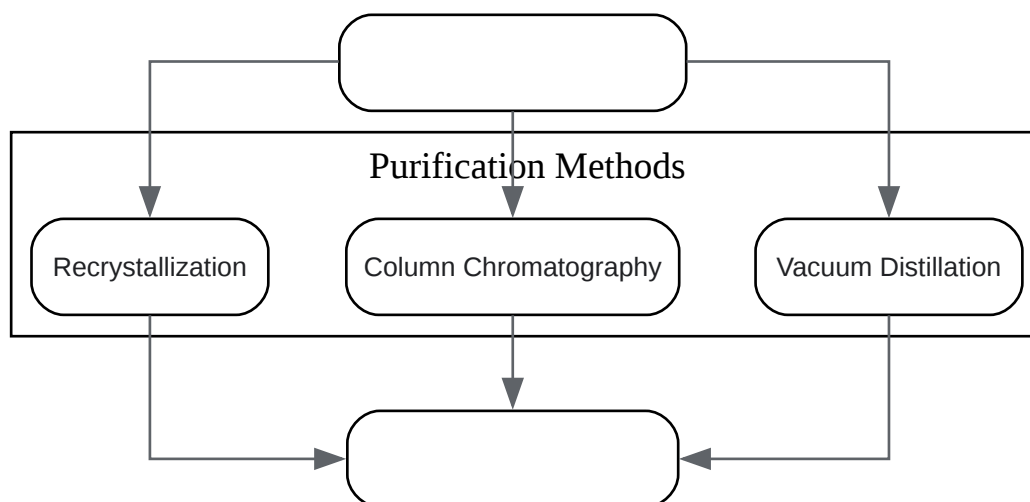 Purification Methods
Recrystallization
Column Chromatography
Vacuum Distillation